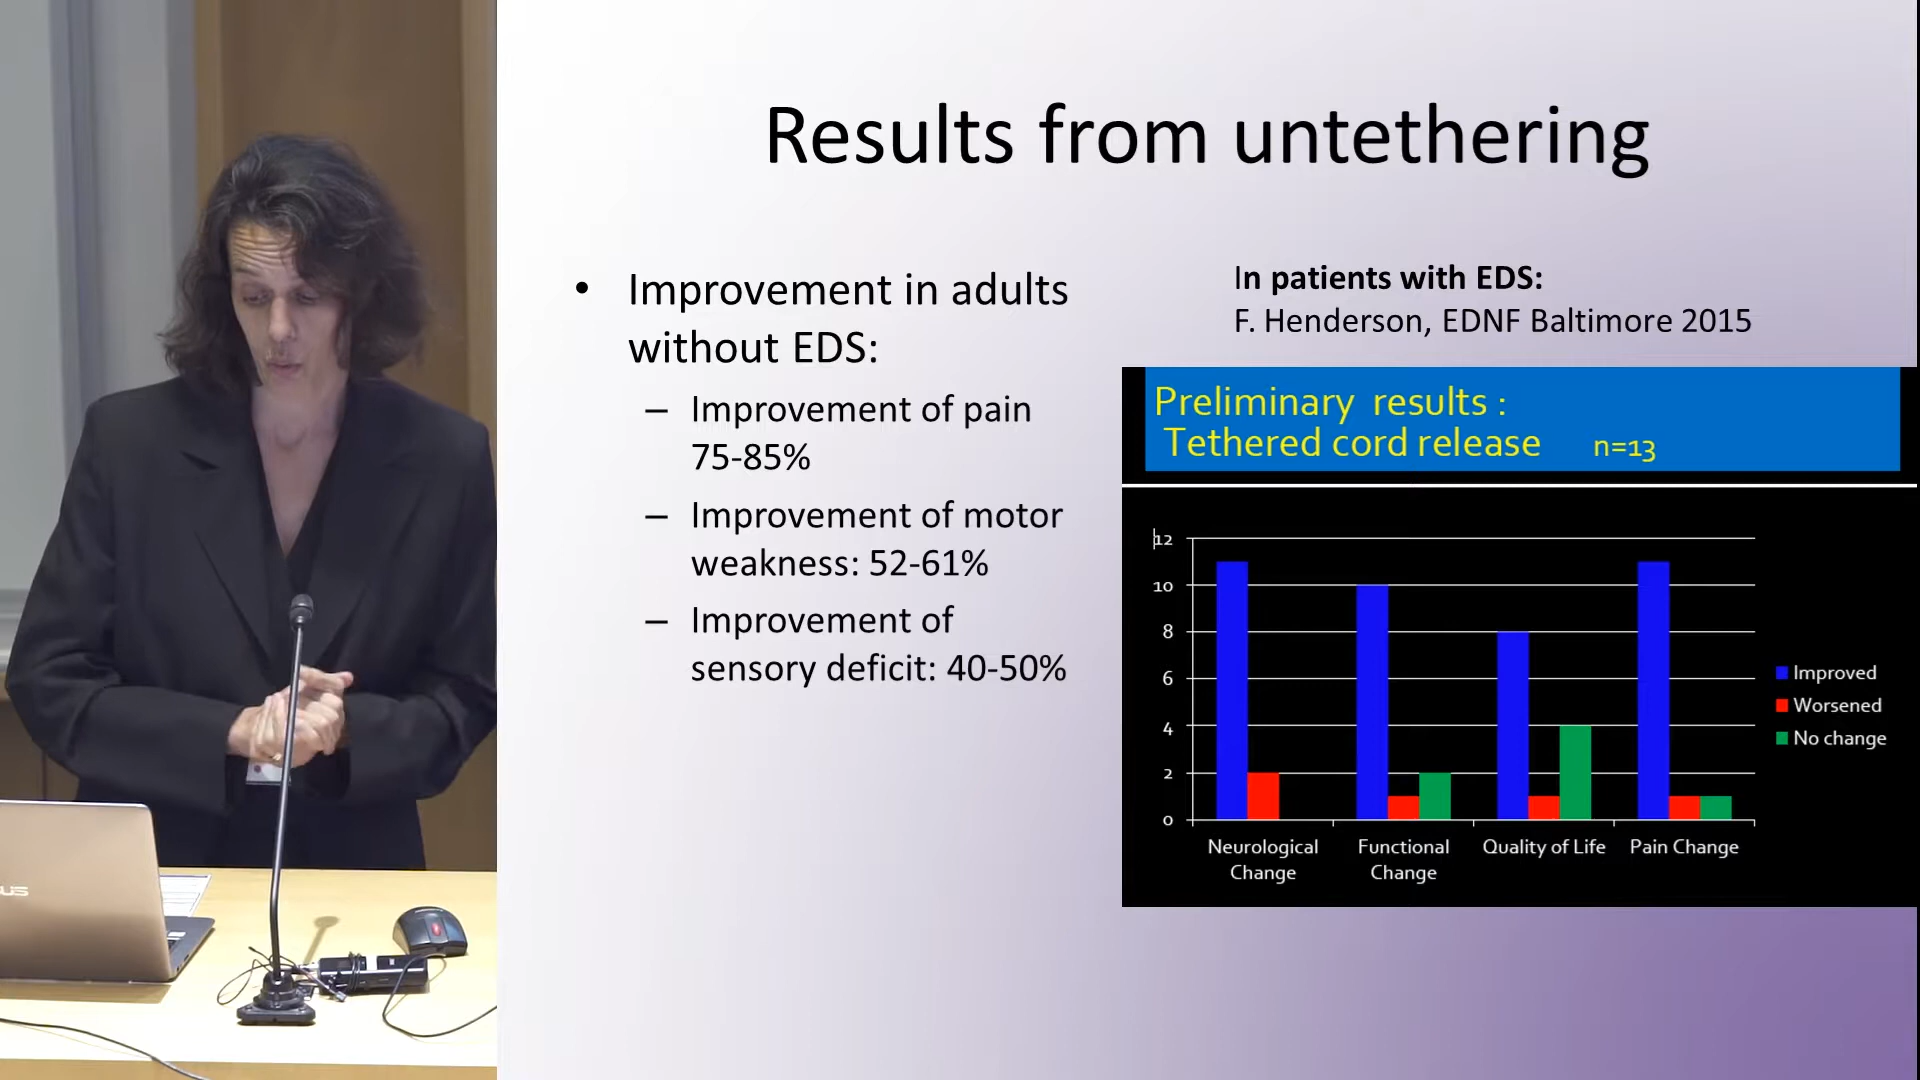 Results from untethering
• Improvement in adults
without EDS:
– Improvement of pain
75-85%
– Improvement of motor
weakness: 52-61%
– Improvement of
sensory deficit: 40-50%
In patients with EDS:
F. Henderson, EDNF Baltimore 2015
Preliminary results :
Tethered cord release n=13
12
10
8
6
4
2
0
Neurological
Change
Functional
Change
Quality of Life
Pain Change
Improved
Worsened
No change